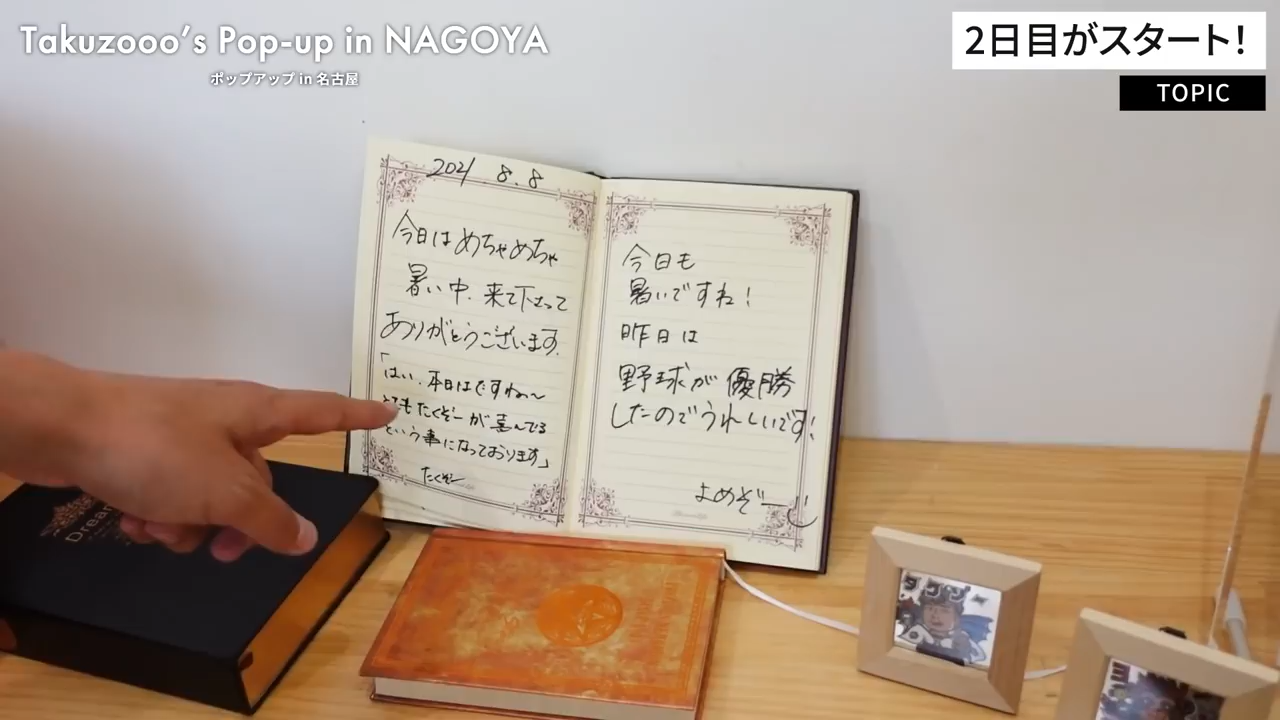 Takuzooo's Pop-up in NAGOYA
ポップアップ in 名古屋
2日目がスタート!
TOPIC
2021 8.8
今日はめちゃめちゃ
暑い中、来て下さって
ありがとうございます。
「はい、本日はですね〜
とてもたくぞーが喜んでる
という事になっております」
たくぞー
今日も
暑いですね!
昨日は
野球が優勝
したのでうれしいです!
よめぞー
Dream
タクゾー